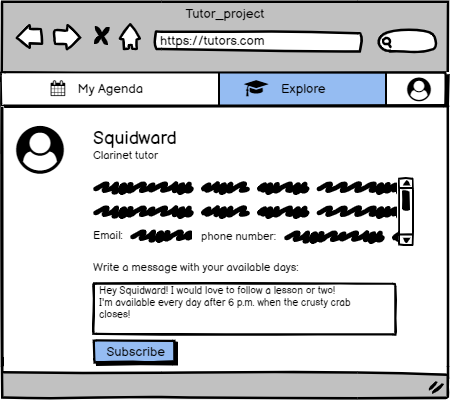 Tutor_project
https://tutors.com
My Agenda
Explore
Squidward
Clarinet tutor
Email:
phone number:
Write a message with your available days:
Hey Squidward! I would love to follow a lesson or two!
I'm available every day after 6 p.m. when the crusty crab
closes!
Subscribe